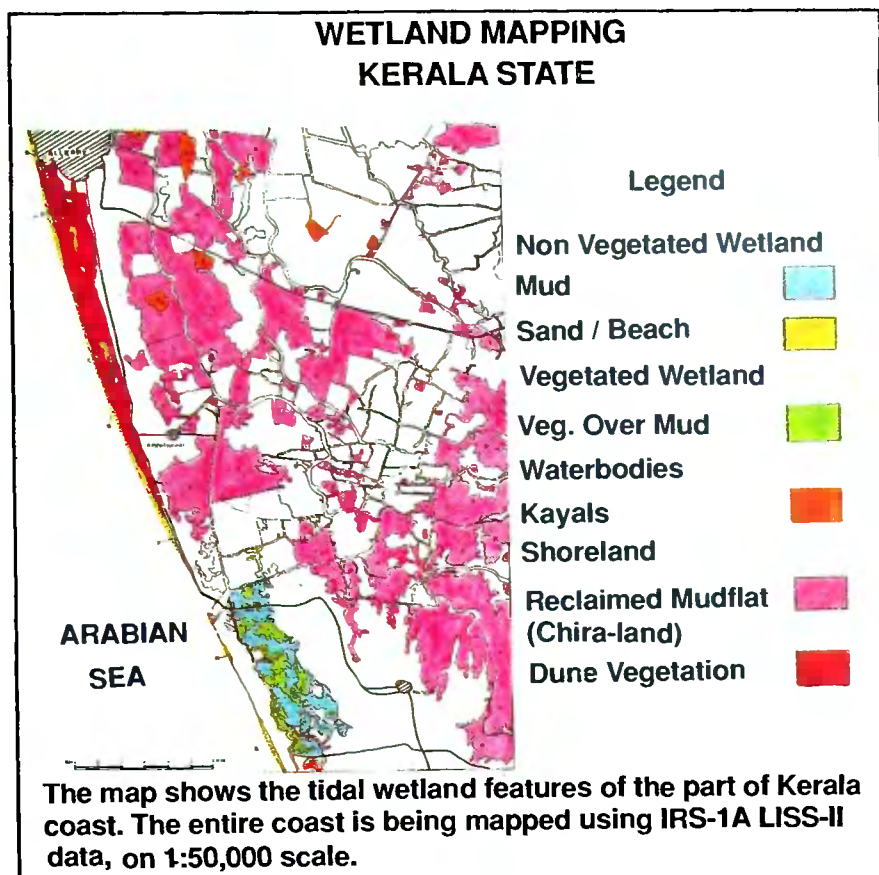 WETLAND MAPPING
KERALA STATE
Legend
Non Vegetated Wetland
Mud
Sand / Beach
Vegetated Wetland
Veg. Over Mud
Waterbodies
Kayals
Shoreland
Reclaimed Mudflat
(Chira-land)
Dune Vegetation
ARABIAN
SEA
The map shows the tidal wetland features of the part of Kerala
coast. The entire coast is being mapped using IRS-1A LISS-II
data, on 1:50,000 scale.